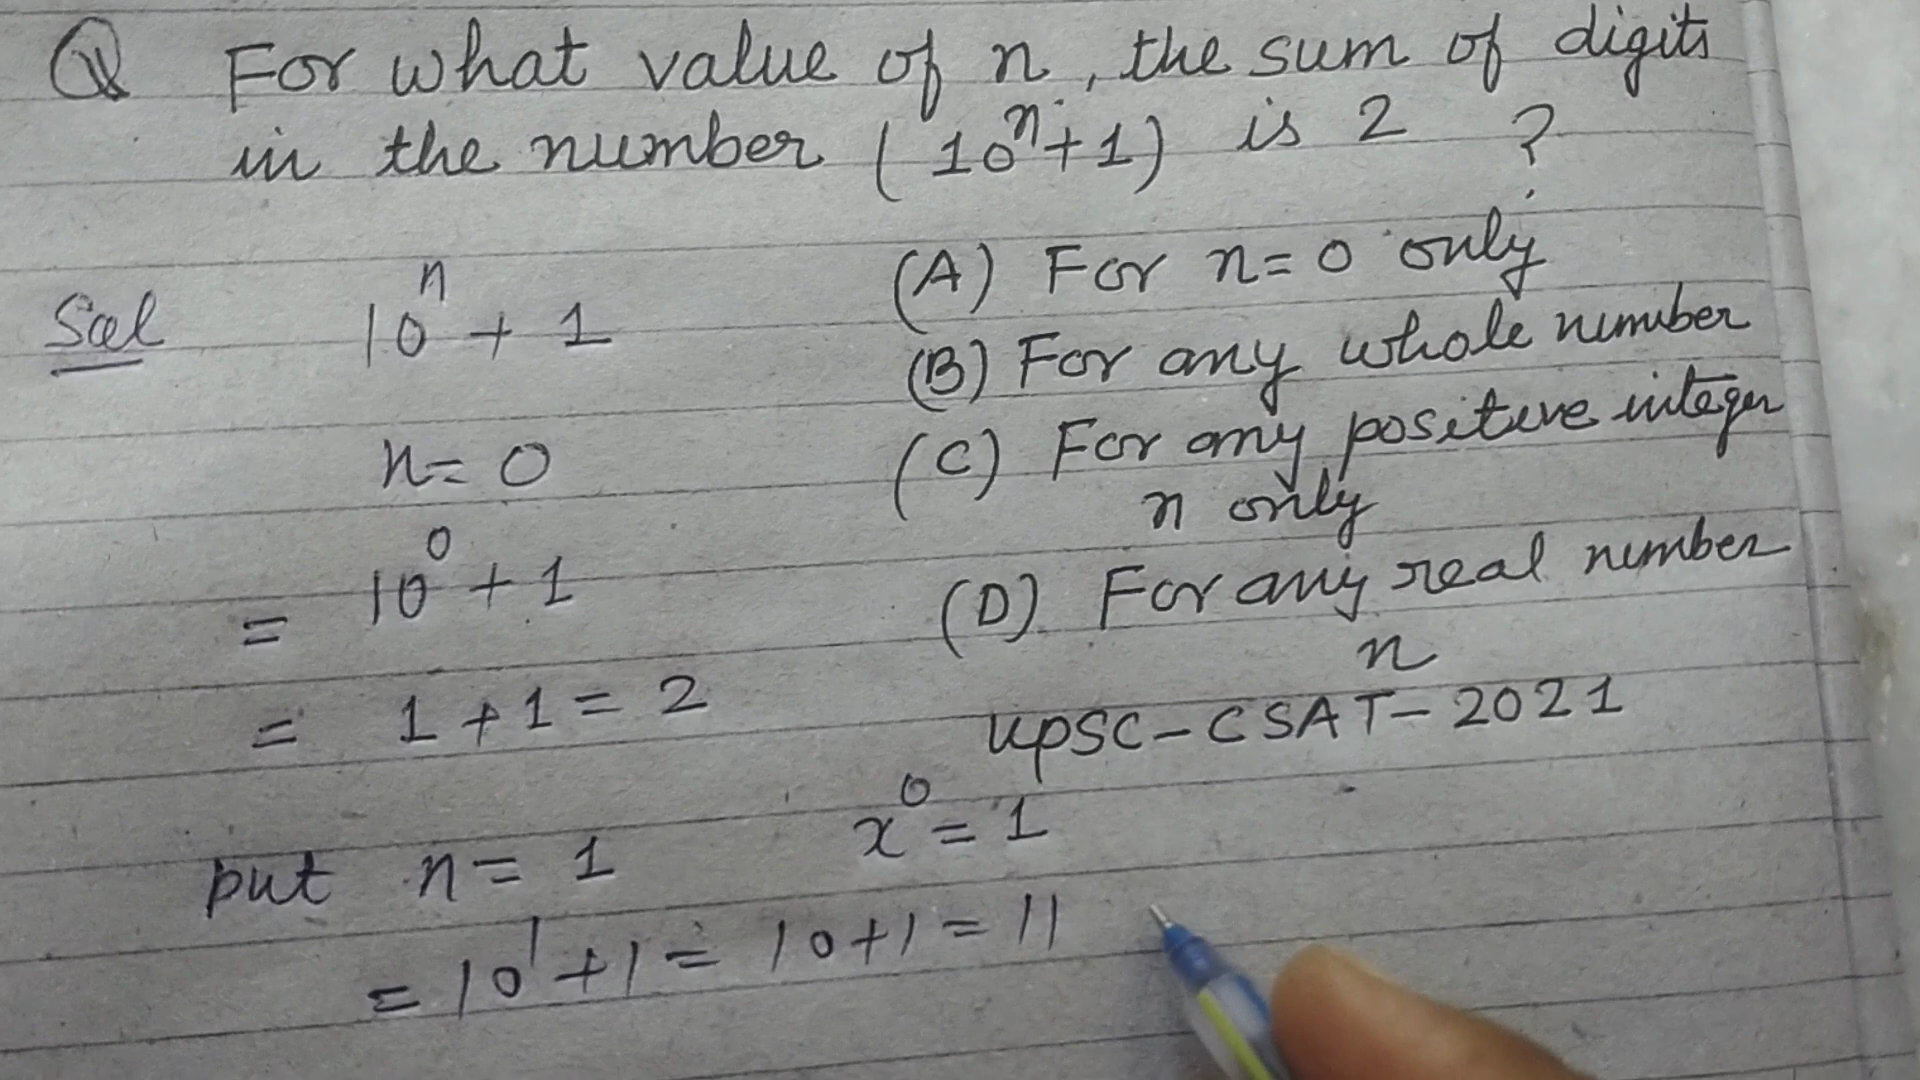 Q For what value of n, the sum of digits
in the number (10ⁿ+1) is 2 ?
(A) For n=0 only
(B) For any whole number
(C) For any positive integer
n only
(D) For any real number
n
UPSC-CSAT-2021
Sol 10ⁿ + 1
n = 0
= 10⁰ + 1
= 1 + 1 = 2
x⁰ = 1
put n = 1
= 10¹ + 1 = 10+1 = 11